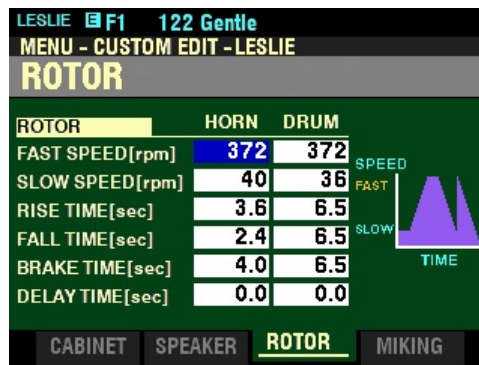 LESLIE E F1 122 Gentle
MENU - CUSTOM EDIT - LESLIE
ROTOR
ROTOR HORN DRUM
FAST SPEED[rpm] 372 372
SLOW SPEED[rpm] 40 36
RISE TIME[sec] 3.6 6.5
FALL TIME[sec] 2.4 6.5
BRAKE TIME[sec] 4.0 6.5
DELAY TIME[sec] 0.0 0.0
SPEED
FAST
SLOW
TIME
CABINET SPEAKER ROTOR MIKING